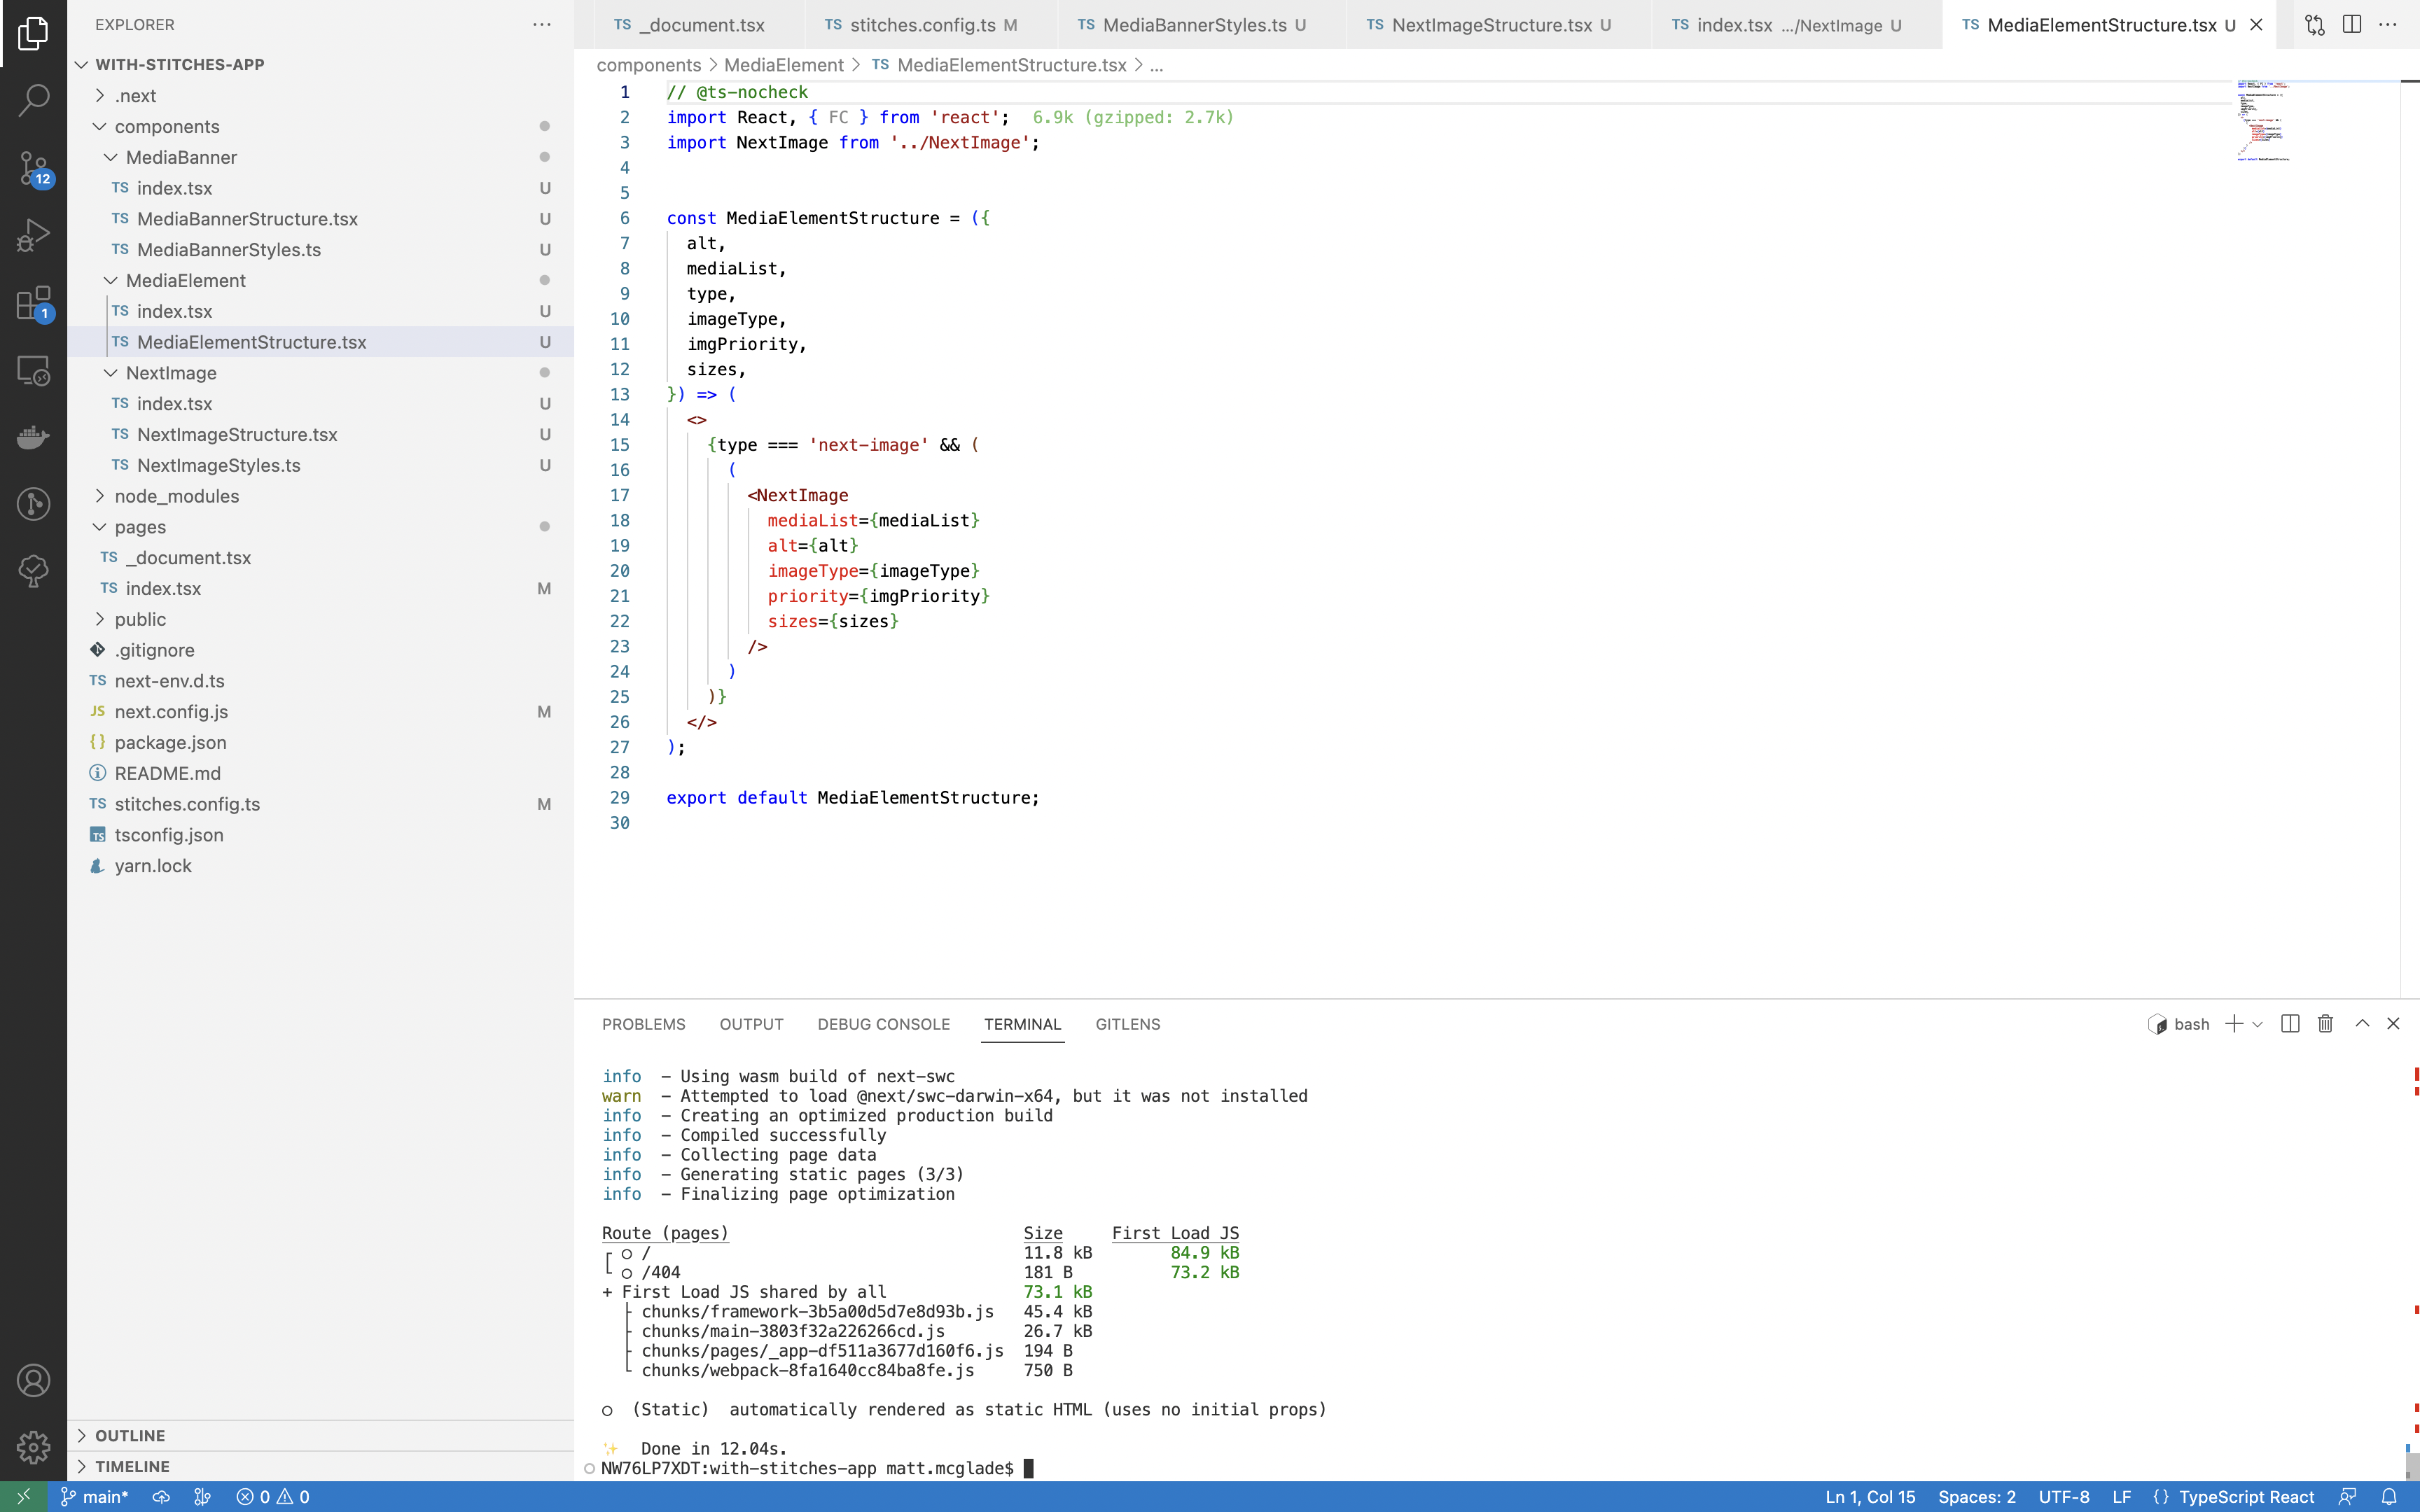 EXPLORER
WITH-STITCHES-APP
.next
components
MediaBanner
TS index.tsx U
TS MediaBannerStructure.tsx U
TS MediaBannerStyles.ts U
MediaElement
TS index.tsx U
TS MediaElementStructure.tsx U
NextImage
TS index.tsx U
TS NextImageStructure.tsx U
TS NextImageStyles.ts U
node_modules
pages
TS _document.tsx
TS index.tsx M
public
.gitignore
TS next-env.d.ts
JS next.config.js M
{} package.json
README.md
TS stitches.config.ts M
TS tsconfig.json
yarn.lock
OUTLINE
TIMELINE
12
1
TS _document.tsx TS stitches.config.ts M TS MediaBannerStyles.ts U TS NextImageStructure.tsx U TS index.tsx .../NextImage U TS MediaElementStructure.tsx U
components > MediaElement > TS MediaElementStructure.tsx > ...
1 // @ts-nocheck
2 import React, { FC } from 'react'; 6.9k (gzipped: 2.7k)
3 import NextImage from '../NextImage';
4
5
6 const MediaElementStructure = ({
7 alt,
8 mediaList,
9 type,
10 imageType,
11 imgPriority,
12 sizes,
13 }) => (
14 <>
15 {type === 'next-image' && (
16 (
17 <NextImage
18 mediaList={mediaList}
19 alt={alt}
20 imageType={imageType}
21 priority={imgPriority}
22 sizes={sizes}
23 />
24 )
25 )}
26 </>
27 );
28
29 export default MediaElementStructure;
30
PROBLEMS OUTPUT DEBUG CONSOLE TERMINAL GITLENS bash
info - Using wasm build of next-swc
warn - Attempted to load @next/swc-darwin-x64, but it was not installed
info - Creating an optimized production build
info - Compiled successfully
info - Collecting page data
info - Generating static pages (3/3)
info - Finalizing page optimization
Route (pages) Size First Load JS
┌ ○ / 11.8 kB 84.9 kB
└ ○ /404 181 B 73.2 kB
+ First Load JS shared by all 73.1 kB
├ chunks/framework-3b5a00d5d7e8d93b.js 45.4 kB
├ chunks/main-3803f32a226266cd.js 26.7 kB
├ chunks/pages/_app-df511a3677d160f6.js 194 B
└ chunks/webpack-8fa1640cc84ba8fe.js 750 B
○ (Static) automatically rendered as static HTML (uses no initial props)
✨ Done in 12.04s.
NW76LP7XDT:with-stitches-app matt.mcglade$
main* 0 0 Ln 1, Col 15 Spaces: 2 UTF-8 LF {} TypeScript React